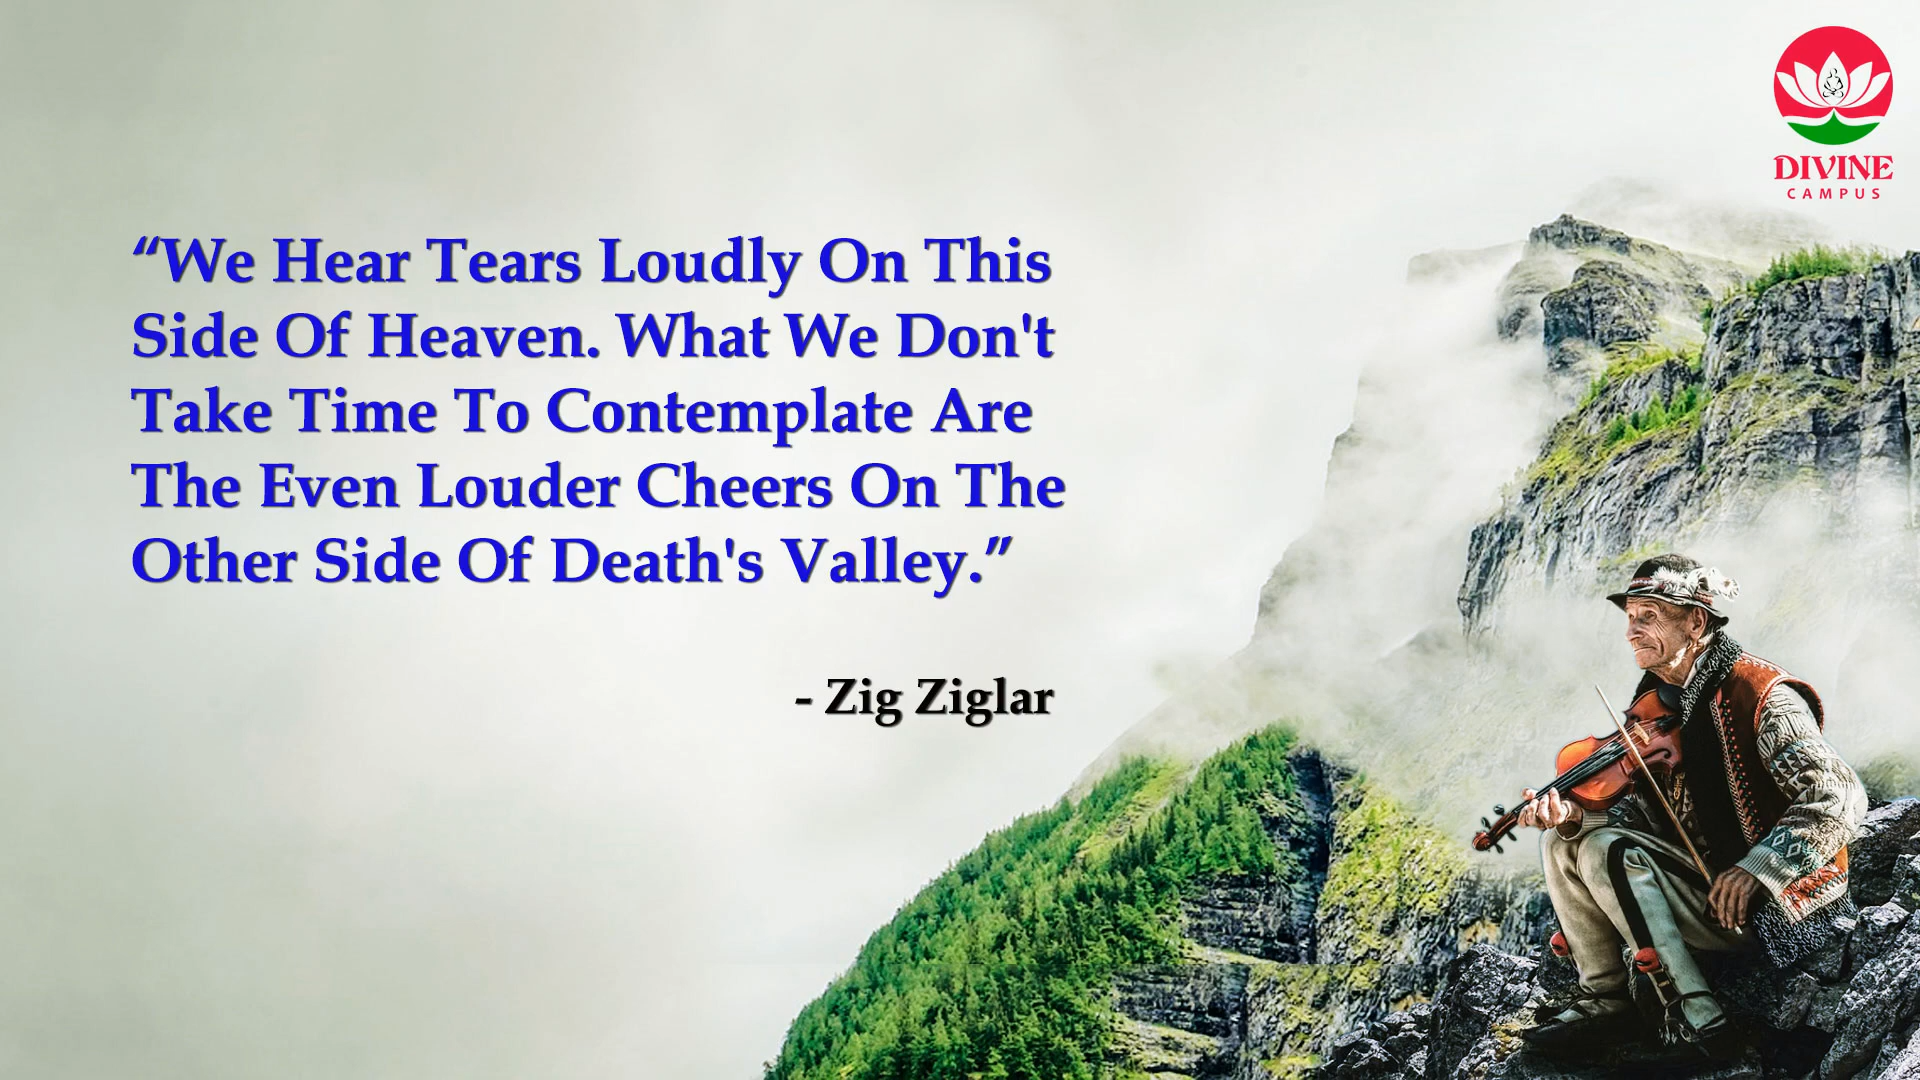 DIVINE
CAMPUS
“We Hear Tears Loudly On This
Side Of Heaven. What We Don't
Take Time To Contemplate Are
The Even Louder Cheers On The
Other Side Of Death's Valley.”
- Zig Ziglar